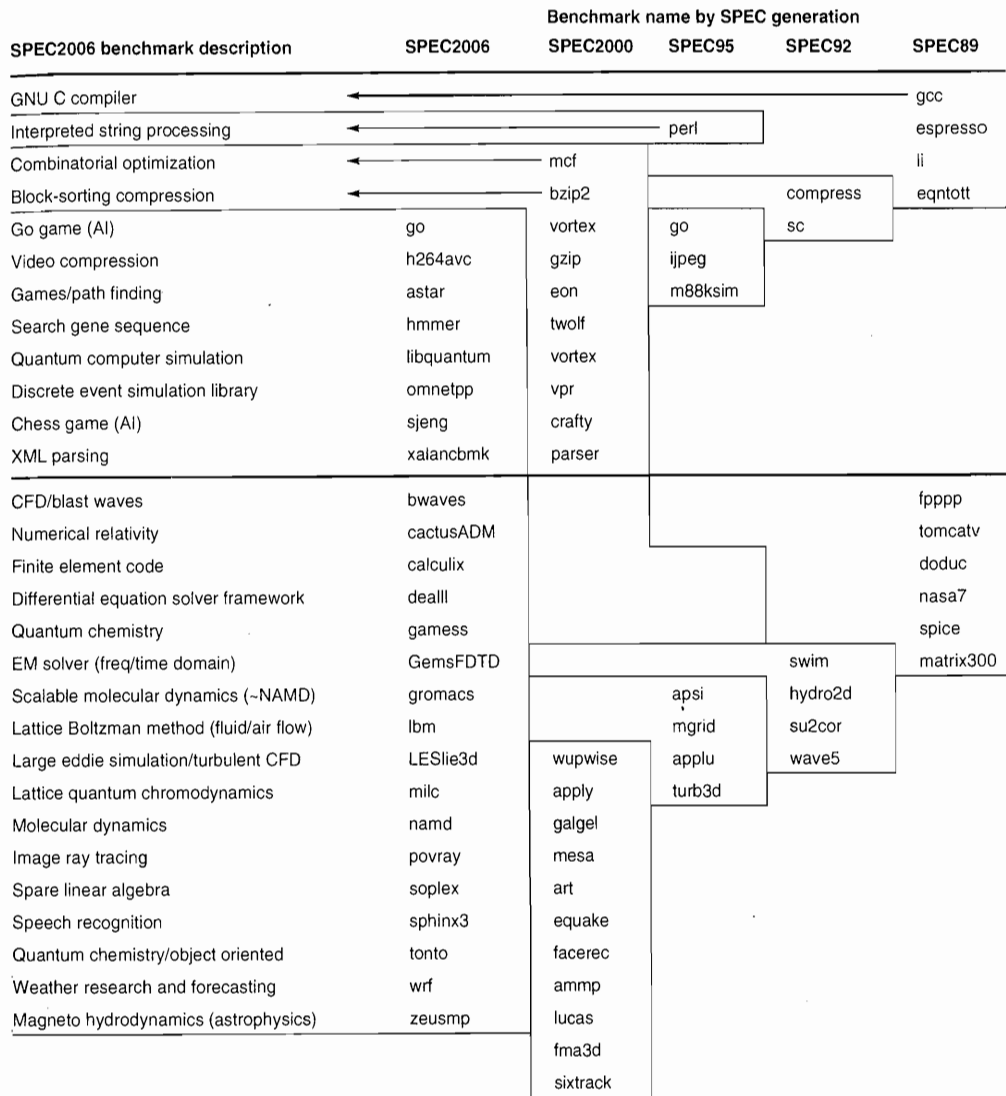 Benchmark name by SPEC generation
SPEC2006 benchmark description SPEC2006 SPEC2000 SPEC95 SPEC92 SPEC89
GNU C compiler gcc
Interpreted string processing perl espresso
Combinatorial optimization mcf li
Block-sorting compression bzip2 compress eqntott
Go game (AI) go vortex go sc
Video compression h264avc gzip ijpeg
Games/path finding astar eon m88ksim
Search gene sequence hmmer twolf
Quantum computer simulation libquantum vortex
Discrete event simulation library omnetpp vpr
Chess game (AI) sjeng crafty
XML parsing xalancbmk parser
CFD/blast waves bwaves fpppp
Numerical relativity cactusADM tomcatv
Finite element code calculix doduc
Differential equation solver framework dealll nasa7
Quantum chemistry gamess spice
EM solver (freq/time domain) GemsFDTD swim matrix300
Scalable molecular dynamics (~NAMD) gromacs apsi hydro2d
Lattice Boltzman method (fluid/air flow) lbm mgrid su2cor
Large eddie simulation/turbulent CFD LESlie3d wupwise applu wave5
Lattice quantum chromodynamics milc apply turb3d
Molecular dynamics namd galgel
Image ray tracing povray mesa
Spare linear algebra soplex art
Speech recognition sphinx3 equake
Quantum chemistry/object oriented tonto facerec
Weather research and forecasting wrf ammp
Magneto hydrodynamics (astrophysics) zeusmp lucas
fma3d
sixtrack